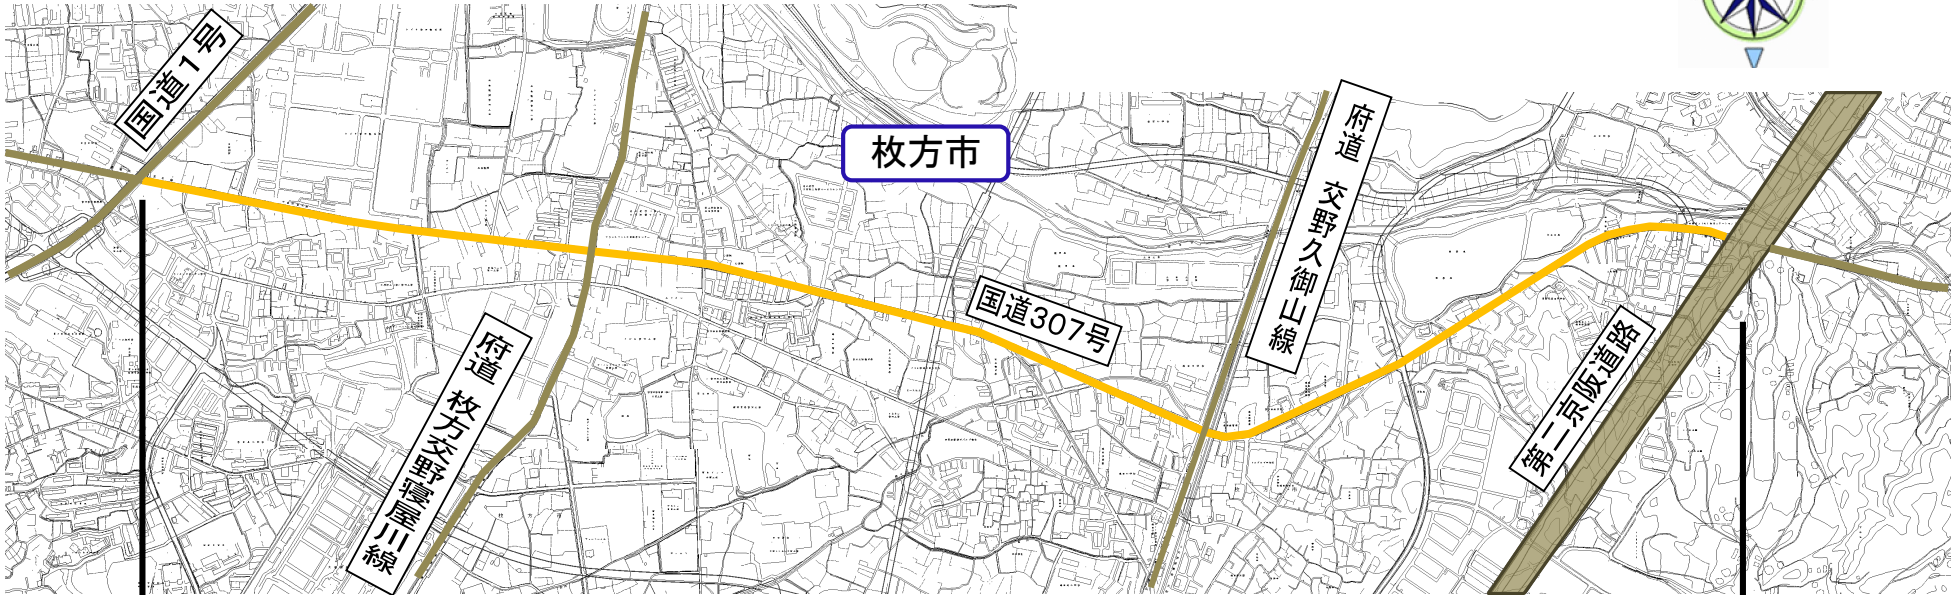 国道1号
枚方市
府道 交野久御山線
国道307号
府道 枚方交野寝屋川線
第二京阪道路